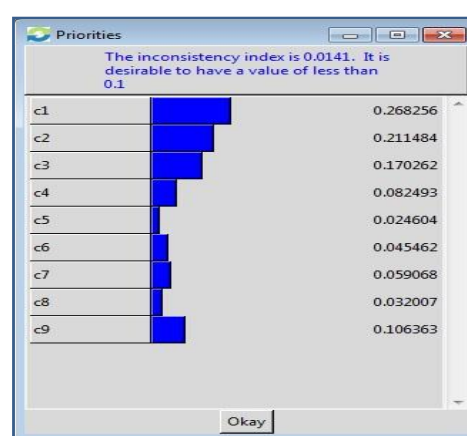 Priorities
The inconsistency index is 0.0141. It is
desirable to have a value of less than
0.1
c1 0.268256
c2 0.211484
c3 0.170262
c4 0.082493
c5 0.024604
c6 0.045462
c7 0.059068
c8 0.032007
c9 0.106363
Okay